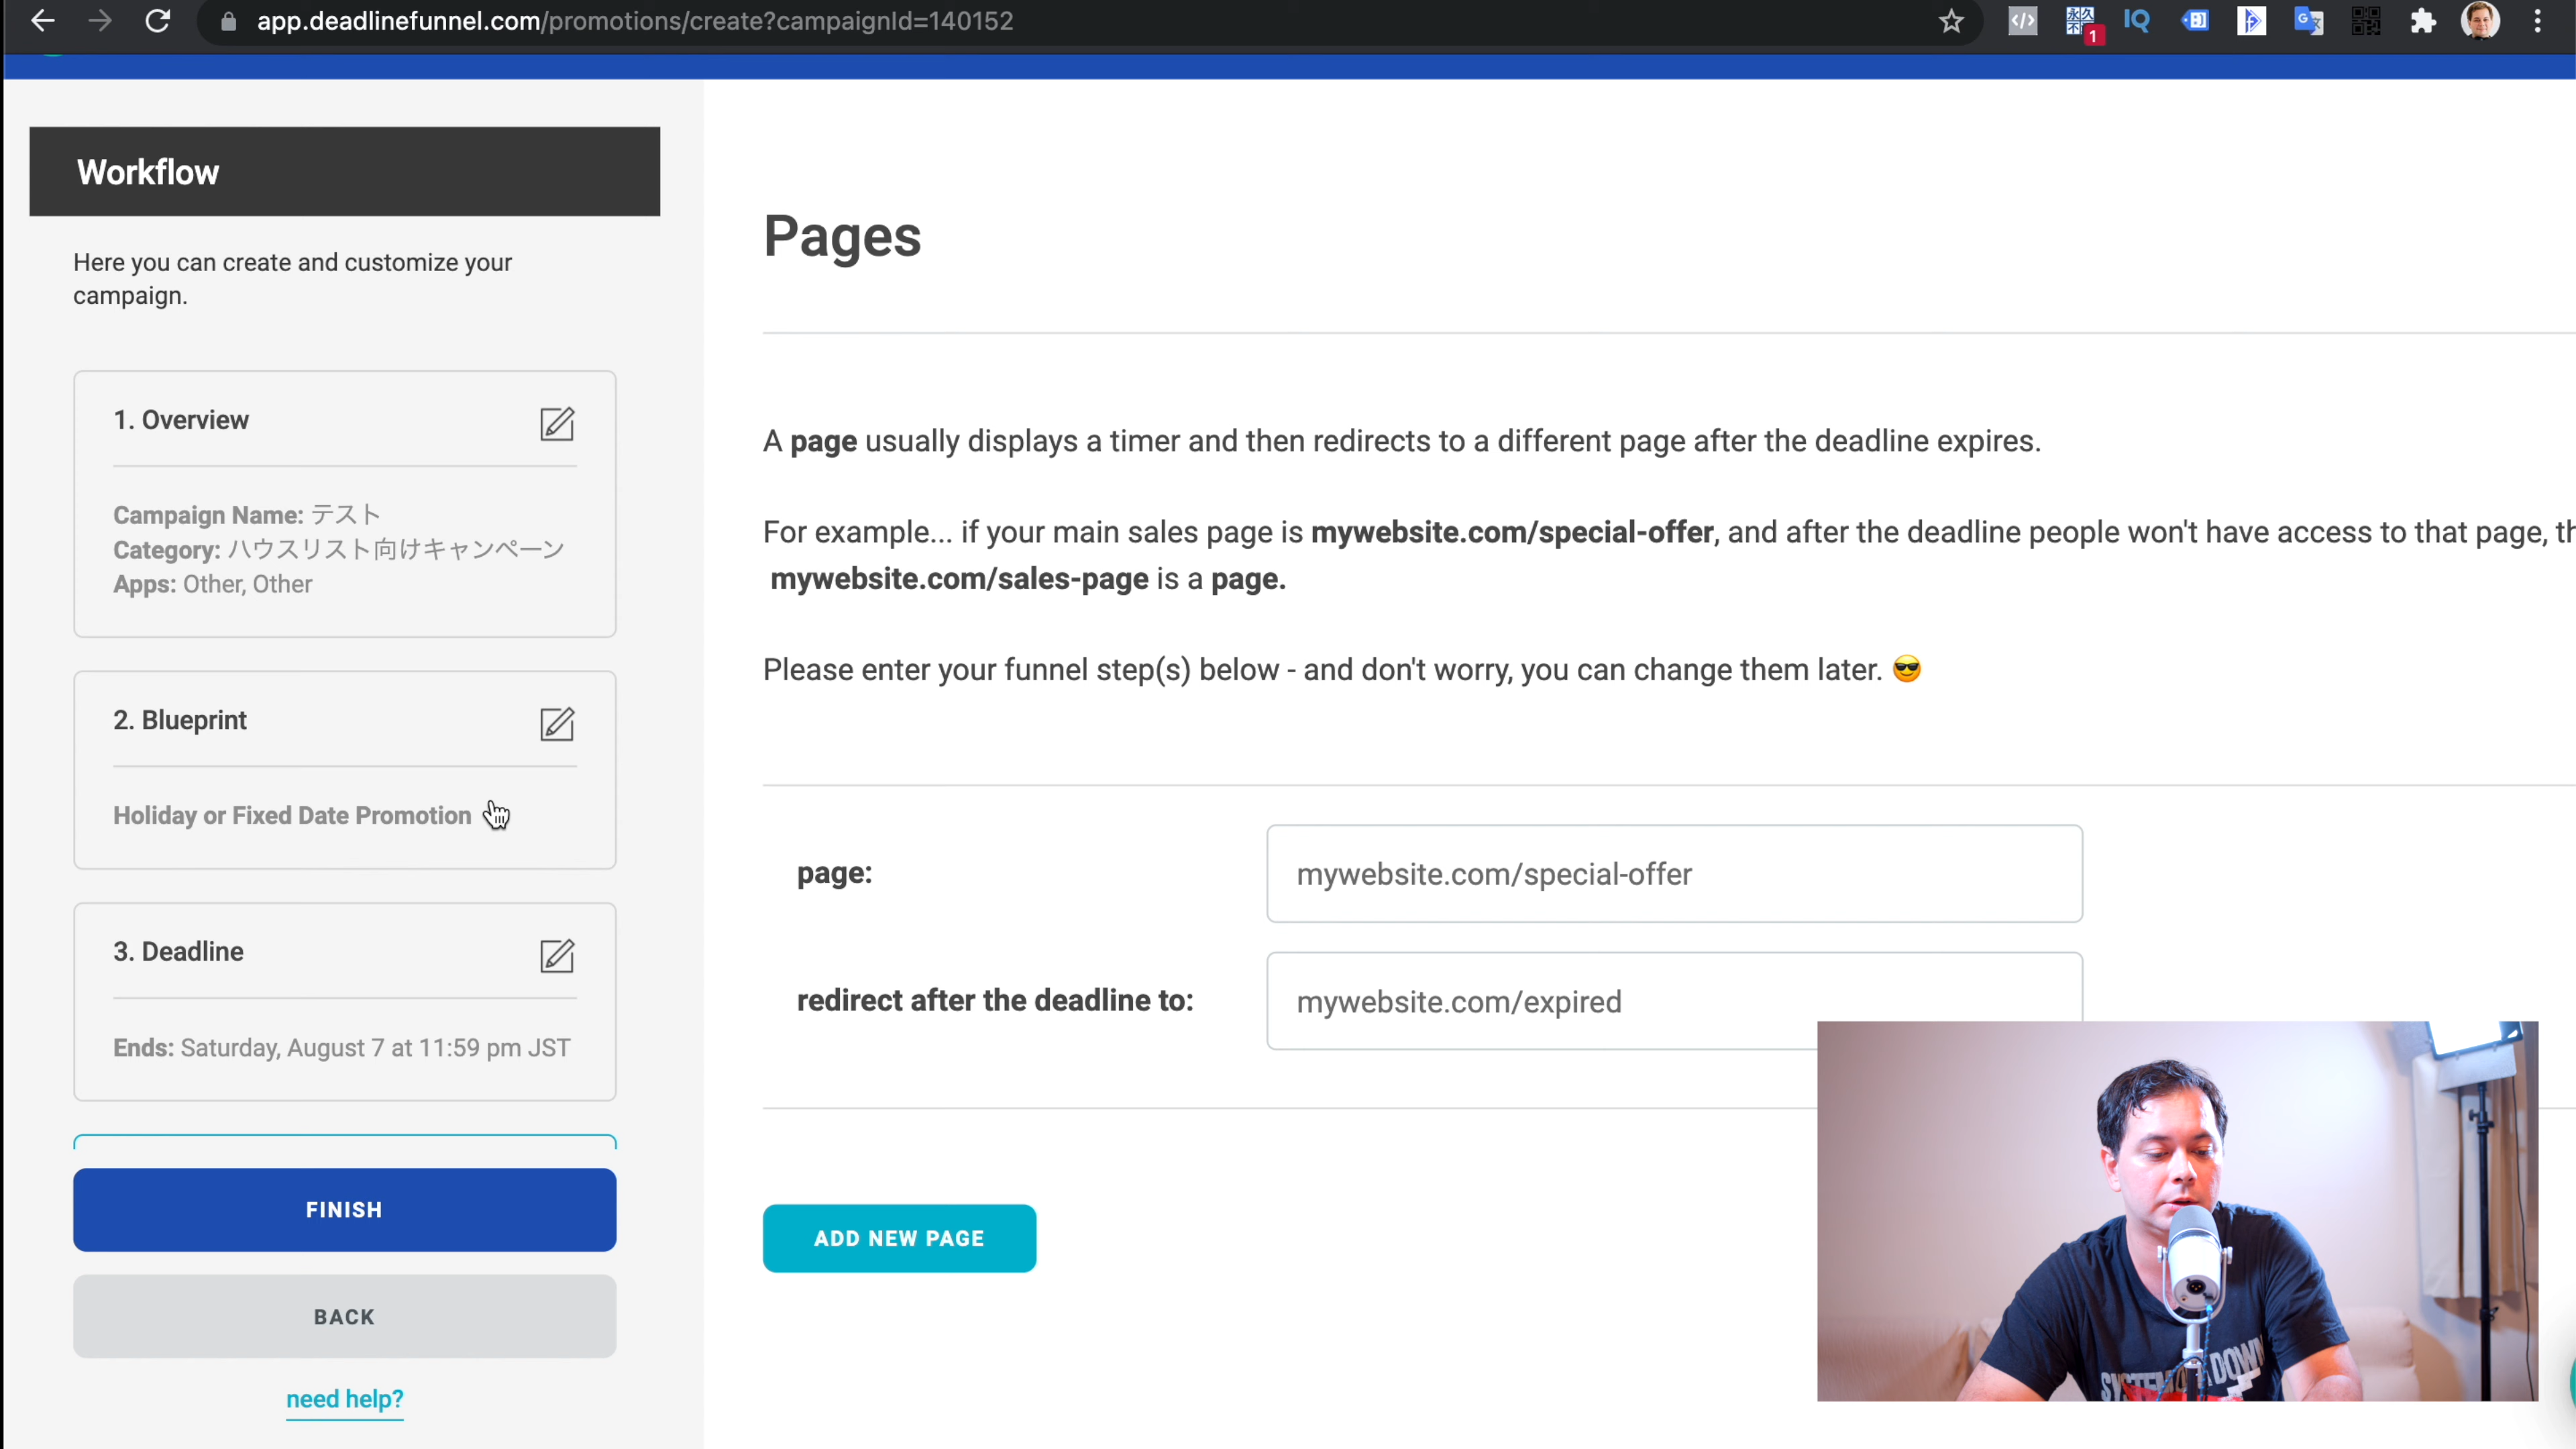 app.deadlinefunnel.com/promotions/create?campaignId=140152
1
IQ
Workflow
Here you can create and customize your
campaign.
1. Overview
Campaign Name: テスト
Category: ハウスリスト向けキャンペーン
Apps: Other, Other
2. Blueprint
Holiday or Fixed Date Promotion
3. Deadline
Ends: Saturday, August 7 at 11:59 pm JST
FINISH
BACK
need help?
Pages
A page usually displays a timer and then redirects to a different page after the deadline expires.
For example... if your main sales page is mywebsite.com/special-offer, and after the deadline people won't have access to that page, th
mywebsite.com/sales-page is a page.
Please enter your funnel step(s) below - and don't worry, you can change them later. 😎
page:
mywebsite.com/special-offer
redirect after the deadline to:
mywebsite.com/expired
ADD NEW PAGE